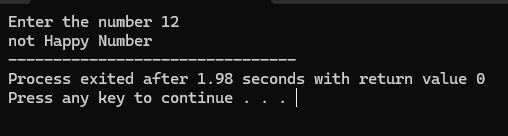 Enter the number 12
not Happy Number
--------------------------------
Process exited after 1.98 seconds with return value 0
Press any key to continue . . .